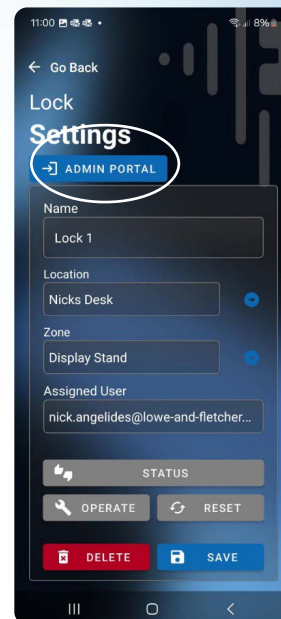 11:00
8%
Go Back
Lock
Settings
ADMIN PORTAL
Name
Lock 1
Location
Nicks Desk
Zone
Display Stand
Assigned User
nick.angelides@lowe-and-fletcher...
STATUS
OPERATE
RESET
DELETE
SAVE